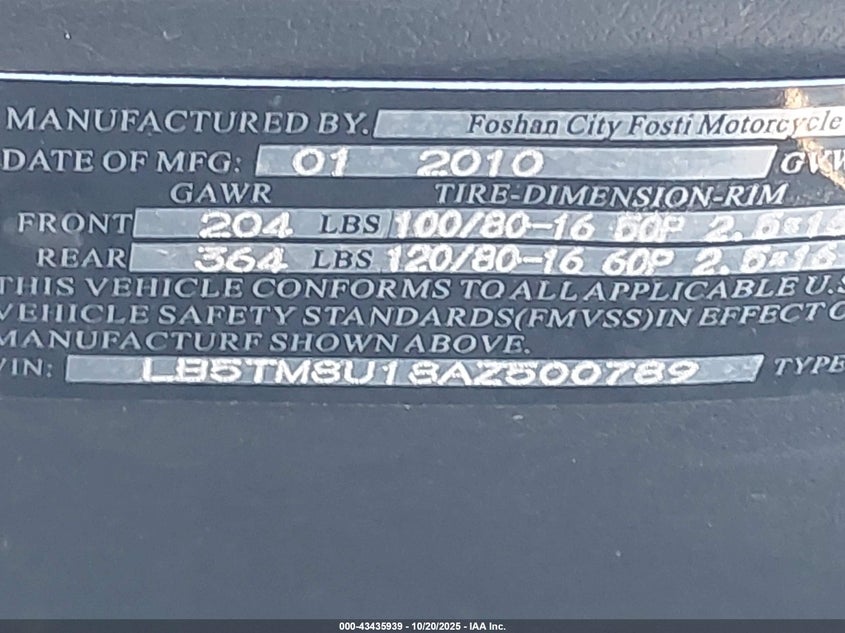 MANUFACTURED BY. Foshan City Fosti Motorcycle
DATE OF MFG: 01 2010 GVW
GAWR TIRE-DIMENSION-RIM
FRONT 204 LBS 100/80-16 50P
REAR 364 LBS 120/80-16 60P
THIS VEHICLE CONFORMS TO ALL APPLICABLE U.S
VEHICLE SAFETY STANDARDS(FMVSS)IN EFFECT O
MANUFACTURF SHOWN ABOVE.
VIN: LB5TM8U18AZ500789 TYPE
000-43435939 - 10/20/2025 - IAA Inc.